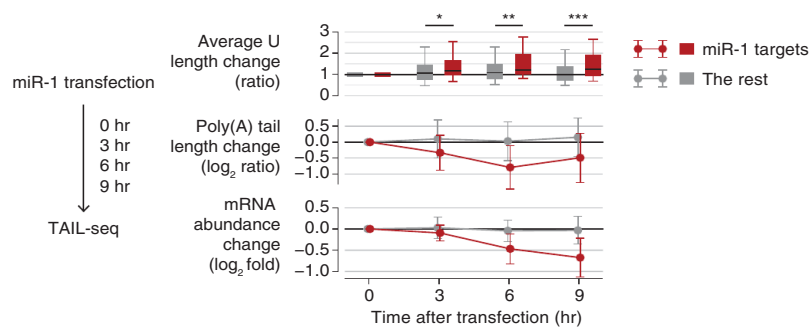 miR-1 transfection
0 hr
3 hr
6 hr
9 hr
TAIL-seq
Average U
length change
(ratio)
3
2
1
0
* ** ***
miR-1 targets
The rest
Poly(A) tail
length change
(log2 ratio)
0.5
0.0
−0.5
−1.0
mRNA
abundance
change
(log2 fold)
0.5
0.0
−0.5
−1.0
0 3 6 9
Time after transfection (hr)